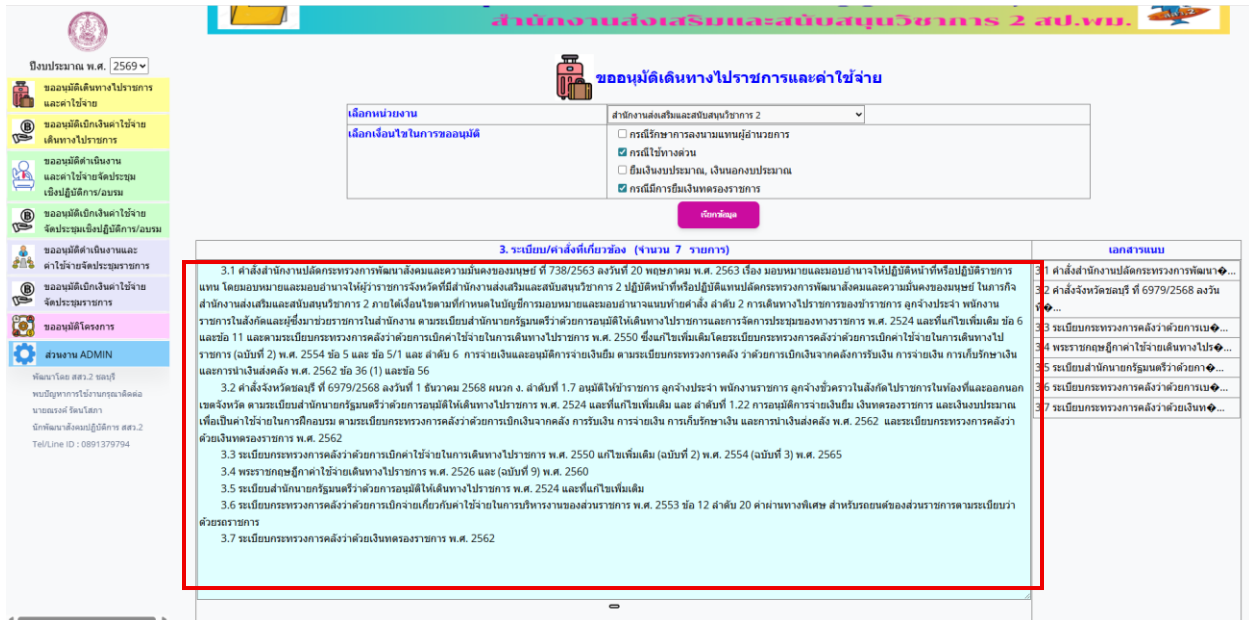 สำนักงานส่งเสริมและสนับสนุนวิชาการ 2 สป.พม.
ปีงบประมาณ พ.ศ. 2569
ขออนุมัติเดินทางไปราชการ
และค่าใช้จ่าย
ขออนุมัติเบิกเงินค่าใช้จ่าย
เดินทางไปราชการ
ขออนุมัติดำเนินงาน
และค่าใช้จ่ายจัดประชุม
เชิงปฏิบัติการ/อบรม
ขออนุมัติเบิกเงินค่าใช้จ่าย
จัดประชุมเชิงปฏิบัติการ/อบรม
ขออนุมัติดำเนินงานและ
ค่าใช้จ่ายจัดประชุมราชการ
ขออนุมัติเบิกเงินค่าใช้จ่าย
จัดประชุมราชการ
ขออนุมัติโครงการ
ส่วนงาน ADMIN
พัฒนาโดย สสว.2 ชลบุรี
พบปัญหาการใช้งานกรุณาติดต่อ
นายณรงค์ รัตนโสภา
นักพัฒนาสังคมปฏิบัติการ สสว.2
Tel/Line ID : 0891379794
ขออนุมัติเดินทางไปราชการและค่าใช้จ่าย
เลือกหน่วยงาน
สำนักงานส่งเสริมและสนับสนุนวิชาการ 2
เลือกเงื่อนไขในการขออนุมัติ
กรณีรักษาการลงนามแทนผู้อำนวยการ
กรณีใช้ทางด่วน
ยืมเงินงบประมาณ, เงินนอกงบประมาณ
กรณีมีการยืมเงินทดรองราชการ
เรียกข้อมูล
3. ระเบียบ/คำสั่งที่เกี่ยวข้อง (จำนวน 7 รายการ)
3.1 คำสั่งสำนักงานปลัดกระทรวงการพัฒนาสังคมและความมั่นคงของมนุษย์ ที่ 738/2563 ลงวันที่ 20 พฤษภาคม พ.ศ. 2563 เรื่อง มอบหมายและมอบอำนาจให้ปฏิบัติหน้าที่หรือปฏิบัติราชการ
แทน โดยมอบหมายและมอบอำนาจให้ผู้ว่าราชการจังหวัดที่มีสำนักงานส่งเสริมและสนับสนุนวิชาการ 2 ปฏิบัติหน้าที่หรือปฏิบัติแทนปลัดกระทรวงการพัฒนาสังคมและความมั่นคงของมนุษย์ ในภารกิจ
สำนักงานส่งเสริมและสนับสนุนวิชาการ 2 ภายใต้เงื่อนไขตามที่กำหนดในบัญชีการมอบหมายและมอบอำนาจแนบท้ายคำสั่ง ลำดับ 2 การเดินทางไปราชการของข้าราชการ ลูกจ้างประจำ พนักงาน
ราชการในสังกัดและผู้ซึ่งมาช่วยราชการในสำนักงาน ตามระเบียบสำนักนายกรัฐมนตรีว่าด้วยการอนุมัติให้เดินทางไปราชการและการจัดการประชุมของทางราชการ พ.ศ. 2524 และที่แก้ไขเพิ่มเติม ข้อ 6
และข้อ 11 และตามระเบียบกระทรวงการคลังว่าด้วยการเบิกค่าใช้จ่ายในการเดินทางไปราชการ พ.ศ. 2550 ซึ่งแก้ไขเพิ่มเติมโดยระเบียบกระทรวงการคลังว่าด้วยการเบิกค่าใช้จ่ายในการเดินทางไป
ราชการ (ฉบับที่ 2) พ.ศ. 2554 ข้อ 5 และ ข้อ 5/1 และ ลำดับ 6 การจ่ายเงินและอนุมัติการจ่ายเงินยืม ตามระเบียบกระทรวงการคลัง ว่าด้วยการเบิกเงินจากคลังการรับเงิน การจ่ายเงิน การเก็บรักษาเงิน
และการนำเงินส่งคลัง พ.ศ. 2562 ข้อ 36 (1) และข้อ 56
3.2 คำสั่งจังหวัดชลบุรี ที่ 6979/2568 ลงวันที่ 1 ธันวาคม 2568 ผนวก ง. ลำดับที่ 1.7 อนุมัติให้ข้าราชการ ลูกจ้างประจำ พนักงานราชการ ลูกจ้างชั่วคราวในสังกัดไปราชการในท้องที่และออกนอก
เขตจังหวัด ตามระเบียบสำนักนายกรัฐมนตรีว่าด้วยการอนุมัติให้เดินทางไปราชการ พ.ศ. 2524 และที่แก้ไขเพิ่มเติม และ ลำดับที่ 1.22 การอนุมัติการจ่ายเงินยืม เงินทดรองราชการ และเงินงบประมาณ
เพื่อเป็นค่าใช้จ่ายในการฝึกอบรม ตามระเบียบกระทรวงการคลังว่าด้วยการเบิกเงินจากคลัง การรับเงิน การจ่ายเงิน การเก็บรักษาเงิน และการนำเงินส่งคลัง พ.ศ. 2562 และระเบียบกระทรวงการคลังว่า
ด้วยเงินทดรองราชการ พ.ศ. 2562
3.3 ระเบียบกระทรวงการคลังว่าด้วยการเบิกค่าใช้จ่ายในการเดินทางไปราชการ พ.ศ. 2550 แก้ไขเพิ่มเติม (ฉบับที่ 2) พ.ศ. 2554 (ฉบับที่ 3) พ.ศ. 2565
3.4 พระราชกฤษฎีกาค่าใช้จ่ายเดินทางไปราชการ พ.ศ. 2526 และ (ฉบับที่ 9) พ.ศ. 2560
3.5 ระเบียบสำนักนายกรัฐมนตรีว่าด้วยการอนุมัติให้เดินทางไปราชการ พ.ศ. 2524 และที่แก้ไขเพิ่มเติม
3.6 ระเบียบกระทรวงการคลังว่าด้วยการเบิกจ่ายเกี่ยวกับค่าใช้จ่ายในการบริหารงานของส่วนราชการ พ.ศ. 2553 ข้อ 12 ลำดับ 20 ค่าผ่านทางพิเศษ สำหรับรถยนต์ของส่วนราชการตามระเบียบว่า
ด้วยรถราชการ
3.7 ระเบียบกระทรวงการคลังว่าด้วยเงินทดรองราชการ พ.ศ. 2562
เอกสารแนบ
3.1 คำสั่งสำนักงานปลัดกระทรวงการพัฒนา�...
3.2 คำสั่งจังหวัดชลบุรี ที่ 6979/2568 ลงวัน
ที่�...
3.3 ระเบียบกระทรวงการคลังว่าด้วยการเบ�...
3.4 พระราชกฤษฎีกาค่าใช้จ่ายเดินทางไปร�...
3.5 ระเบียบสำนักนายกรัฐมนตรีว่าด้วยกา�...
3.6 ระเบียบกระทรวงการคลังว่าด้วยการเบ�...
3.7 ระเบียบกระทรวงการคลังว่าด้วยเงินท�...